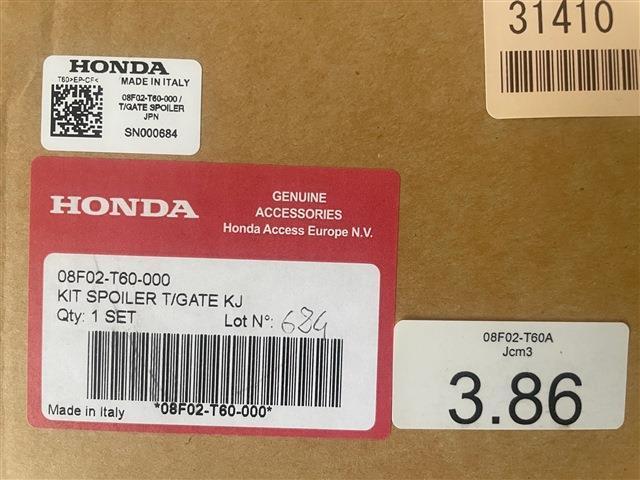 31410
HONDA
T60>EP-CF<
MADE IN ITALY
08F02-T60-000 /
T/GATE SPOILER
JPN
SN000684
HONDA
GENUINE
ACCESSORIES
Honda Access Europe N.V.
08F02-T60-000
KIT SPOILER T/GATE KJ
Qty: 1 SET
Lot N°: 684
Made in Italy
*08F02-T60-000*
08F02-T60A
Jcm3
3.86